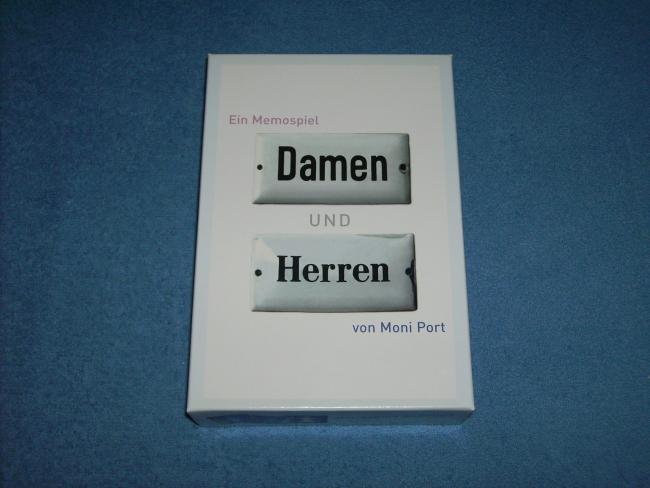 Ein Memospiel
Damen
UND
Herren
von Moni Port